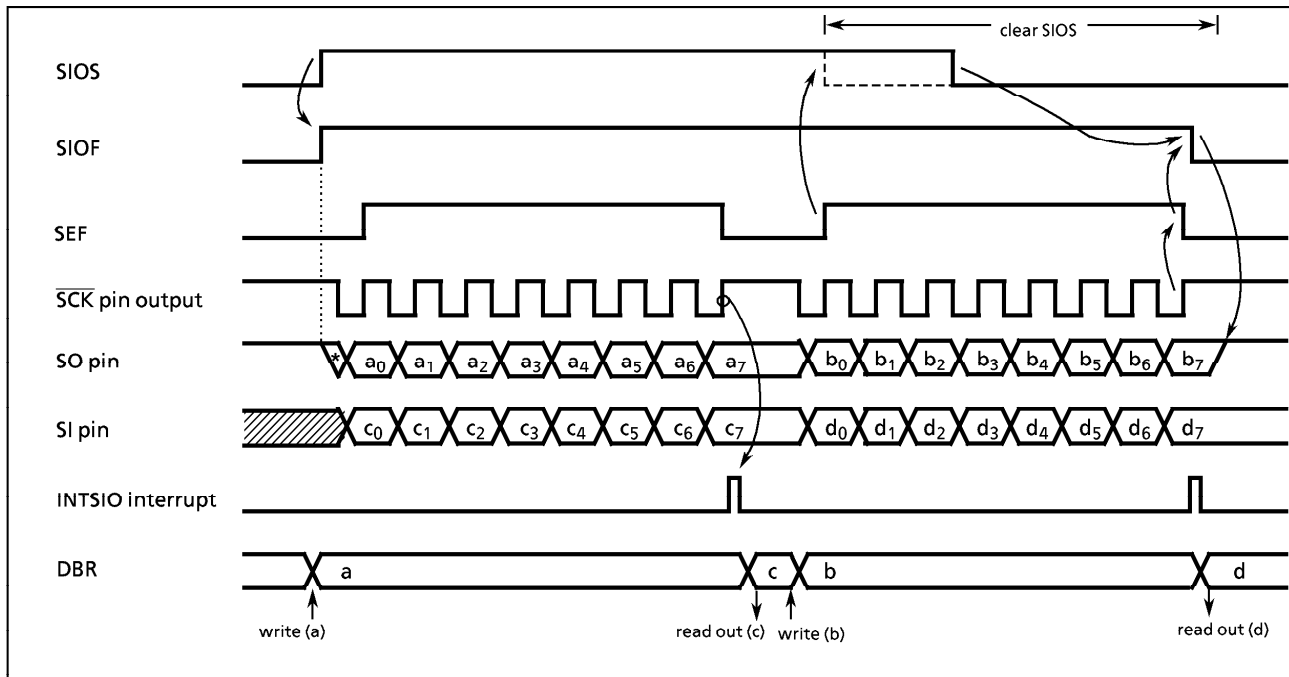 clear SIOS
SIOS
SIOF
SEF
SCK pin output
SO pin * a0 a1 a2 a3 a4 a5 a6 a7 b0 b1 b2 b3 b4 b5 b6 b7
SI pin c0 c1 c2 c3 c4 c5 c6 c7 d0 d1 d2 d3 d4 d5 d6 d7
INTSIO interrupt
DBR a c b d
write (a) read out (c) write (b) read out (d)